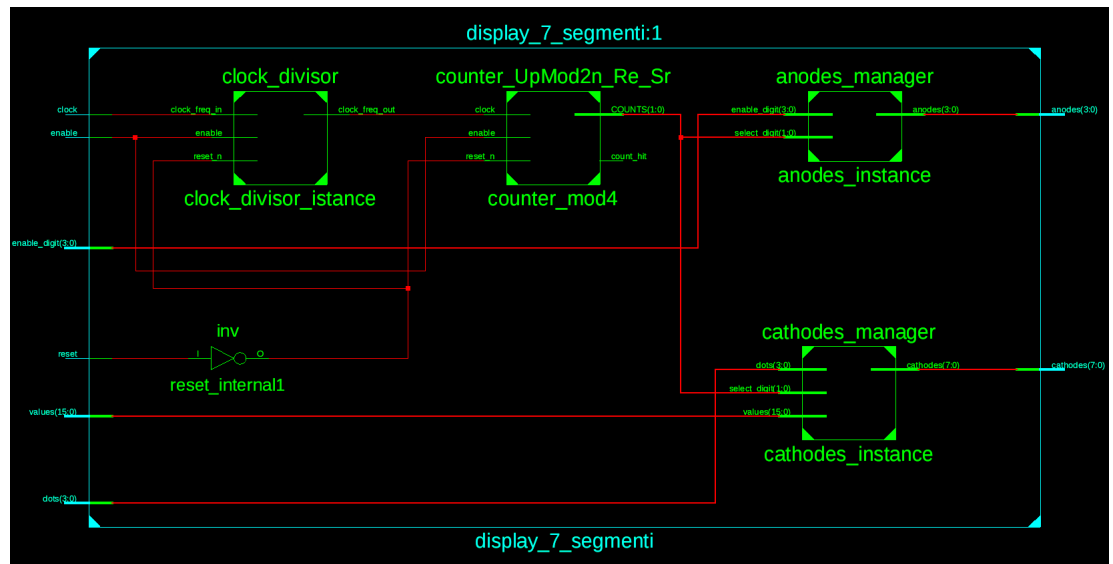 display_7_segmenti:1
clock_divisor
counter_UpMod2n_Re_Sr
anodes_manager
clock
clock_freq_in
clock_freq_out
clock
COUNTS(1:0)
enable_digit(3:0)
anodes(3:0)
anodes(3:0)
enable
enable
enable
select_digit(1:0)
reset_n
reset_n
count_hit
clock_divisor_istance
counter_mod4
anodes_instance
enable_digit(3:0)
inv
cathodes_manager
reset
I
O
dots(3:0)
cathodes(7:0)
cathodes(7:0)
reset_internal1
select_digit(1:0)
values(15:0)
values(15:0)
cathodes_instance
dots(3:0)
display_7_segmenti